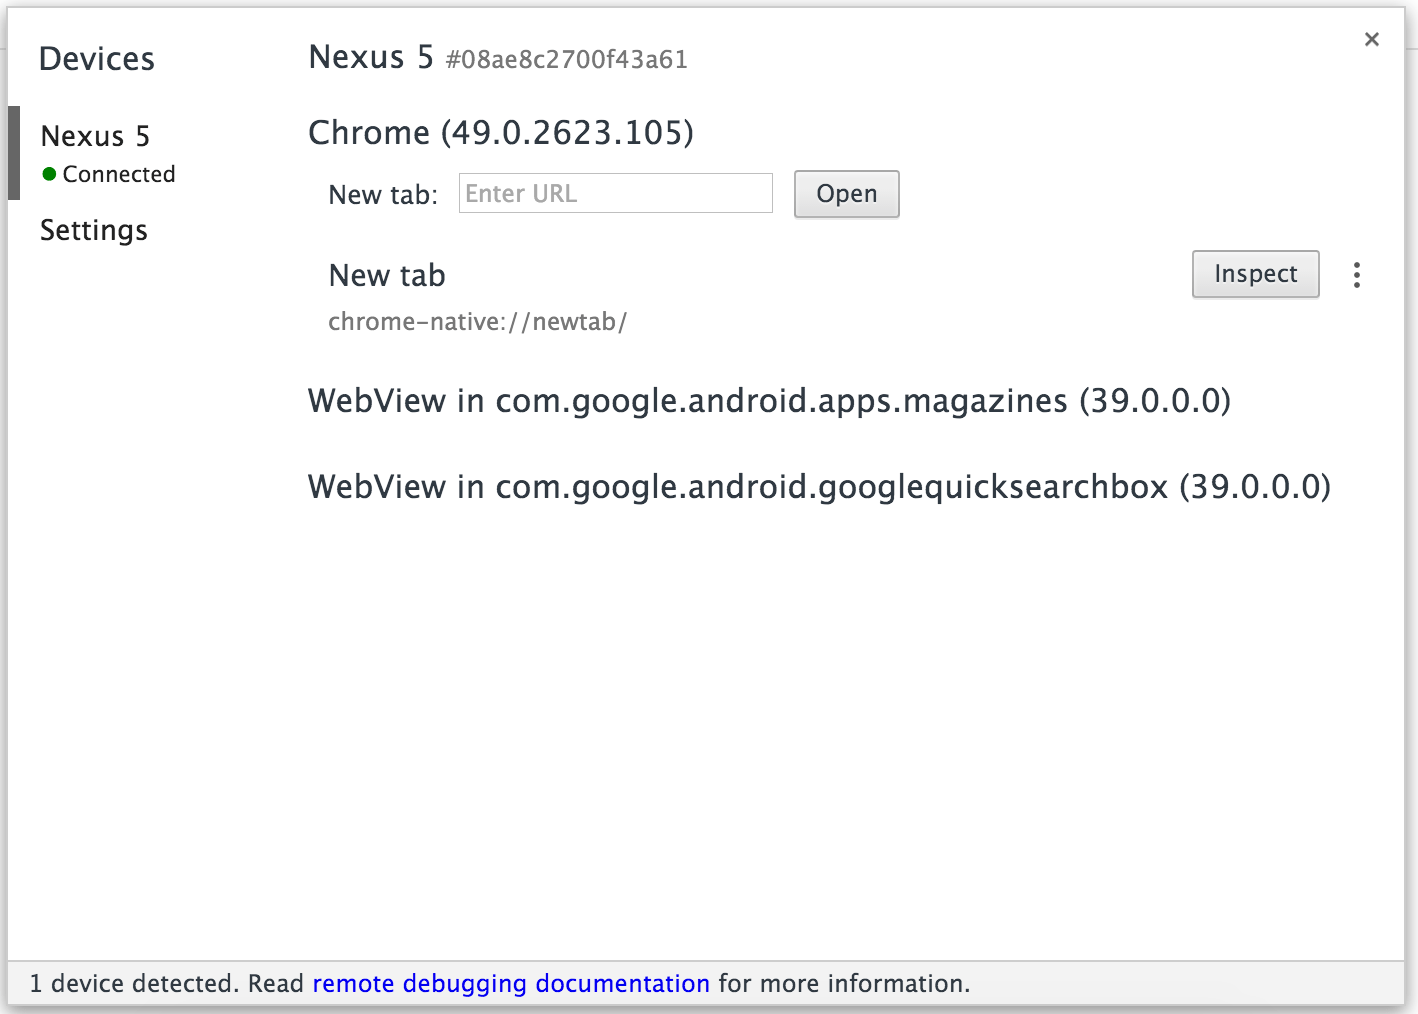 Devices
Nexus 5
Connected
Settings
Nexus 5 #08ae8c2700f43a61
Chrome (49.0.2623.105)
New tab: Enter URL Open
New tab Inspect
chrome-native://newtab/
WebView in com.google.android.apps.magazines (39.0.0.0)
WebView in com.google.android.googlequicksearchbox (39.0.0.0)
1 device detected. Read remote debugging documentation for more information.